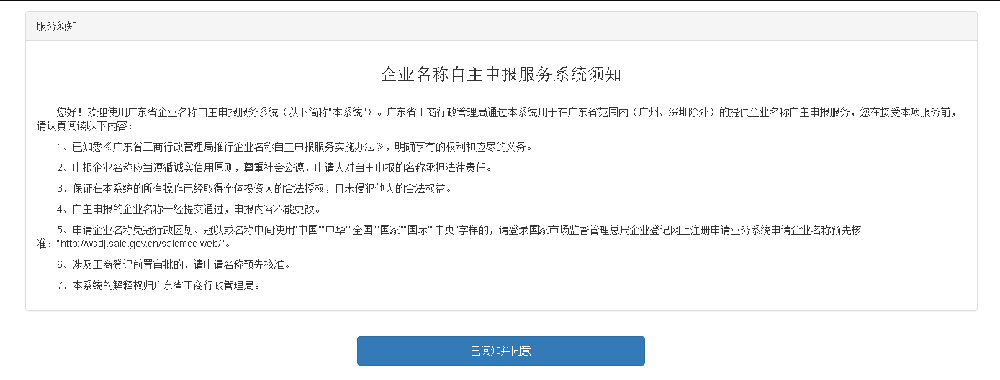 服务须知
企业名称自主申报服务系统须知
您好！欢迎使用广东省企业名称自主申报服务系统（以下简称"本系统"）。广东省工商行政管理局通过本系统用于在广东省范围内（广州、深圳除外）的提供企业名称自主申报服务，您在接受本项服务前，
请认真阅读以下内容：
1、已知悉《广东省工商行政管理局推行企业名称自主申报服务实施办法》，明确享有的权利和应尽的义务。
2、申报企业名称应当遵循诚实信用原则，尊重社会公德，申请人对自主申报的名称承担法律责任。
3、保证在本系统的所有操作已经取得全体投资人的合法授权，且未侵犯他人的合法权益。
4、自主申报的企业名称一经提交通过，申报内容不能更改。
5、申请企业名称免冠行政区划、冠以或名称中间使用"中国""中华""全国""国家""国际""中央"字样的，请登录国家市场监督管理总局企业登记网上注册申请业务系统申请企业名称预先核
准："http://wsdj.saic.gov.cn/saicmcdjweb/"。
6、涉及工商登记前置审批的，请申请名称预先核准。
7、本系统的解释权归广东省工商行政管理局。
已阅知并同意